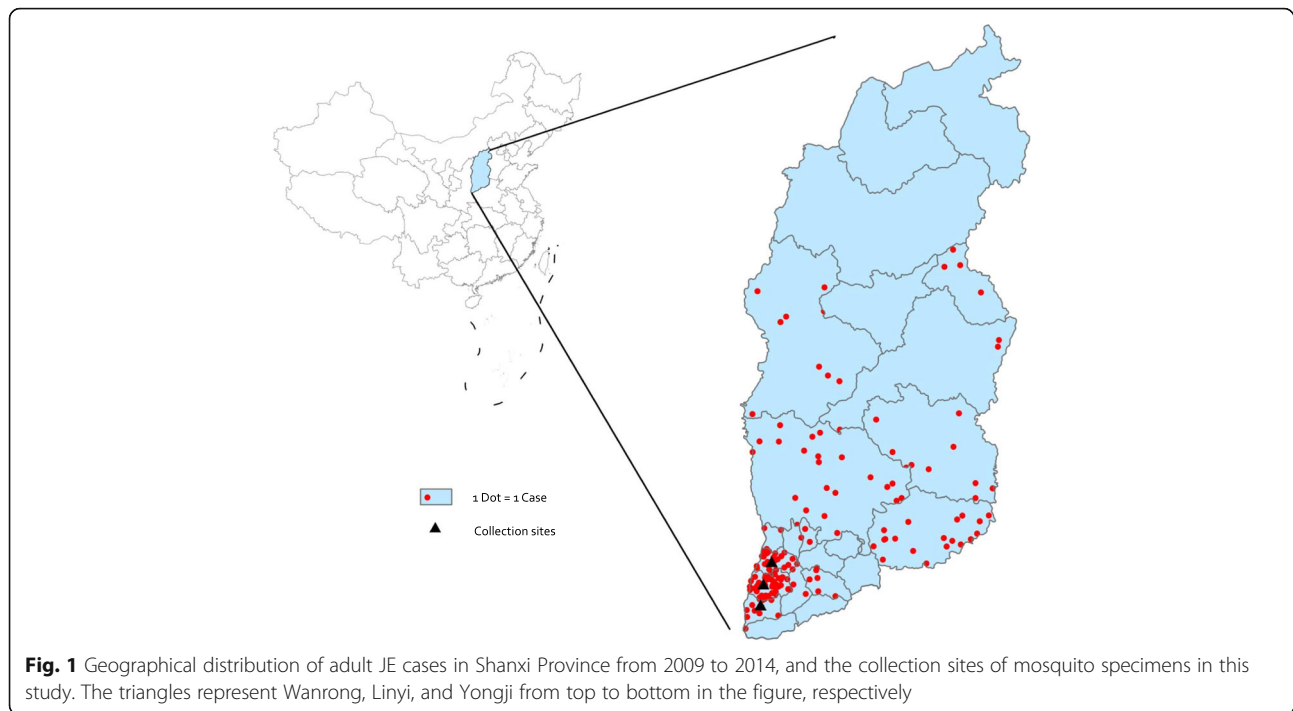 1 Dot = 1 Case
Collection sites
Fig. 1 Geographical distribution of adult JE cases in Shanxi Province from 2009 to 2014, and the collection sites of mosquito specimens in this
study. The triangles represent Wanrong, Linyi, and Yongji from top to bottom in the figure, respectively